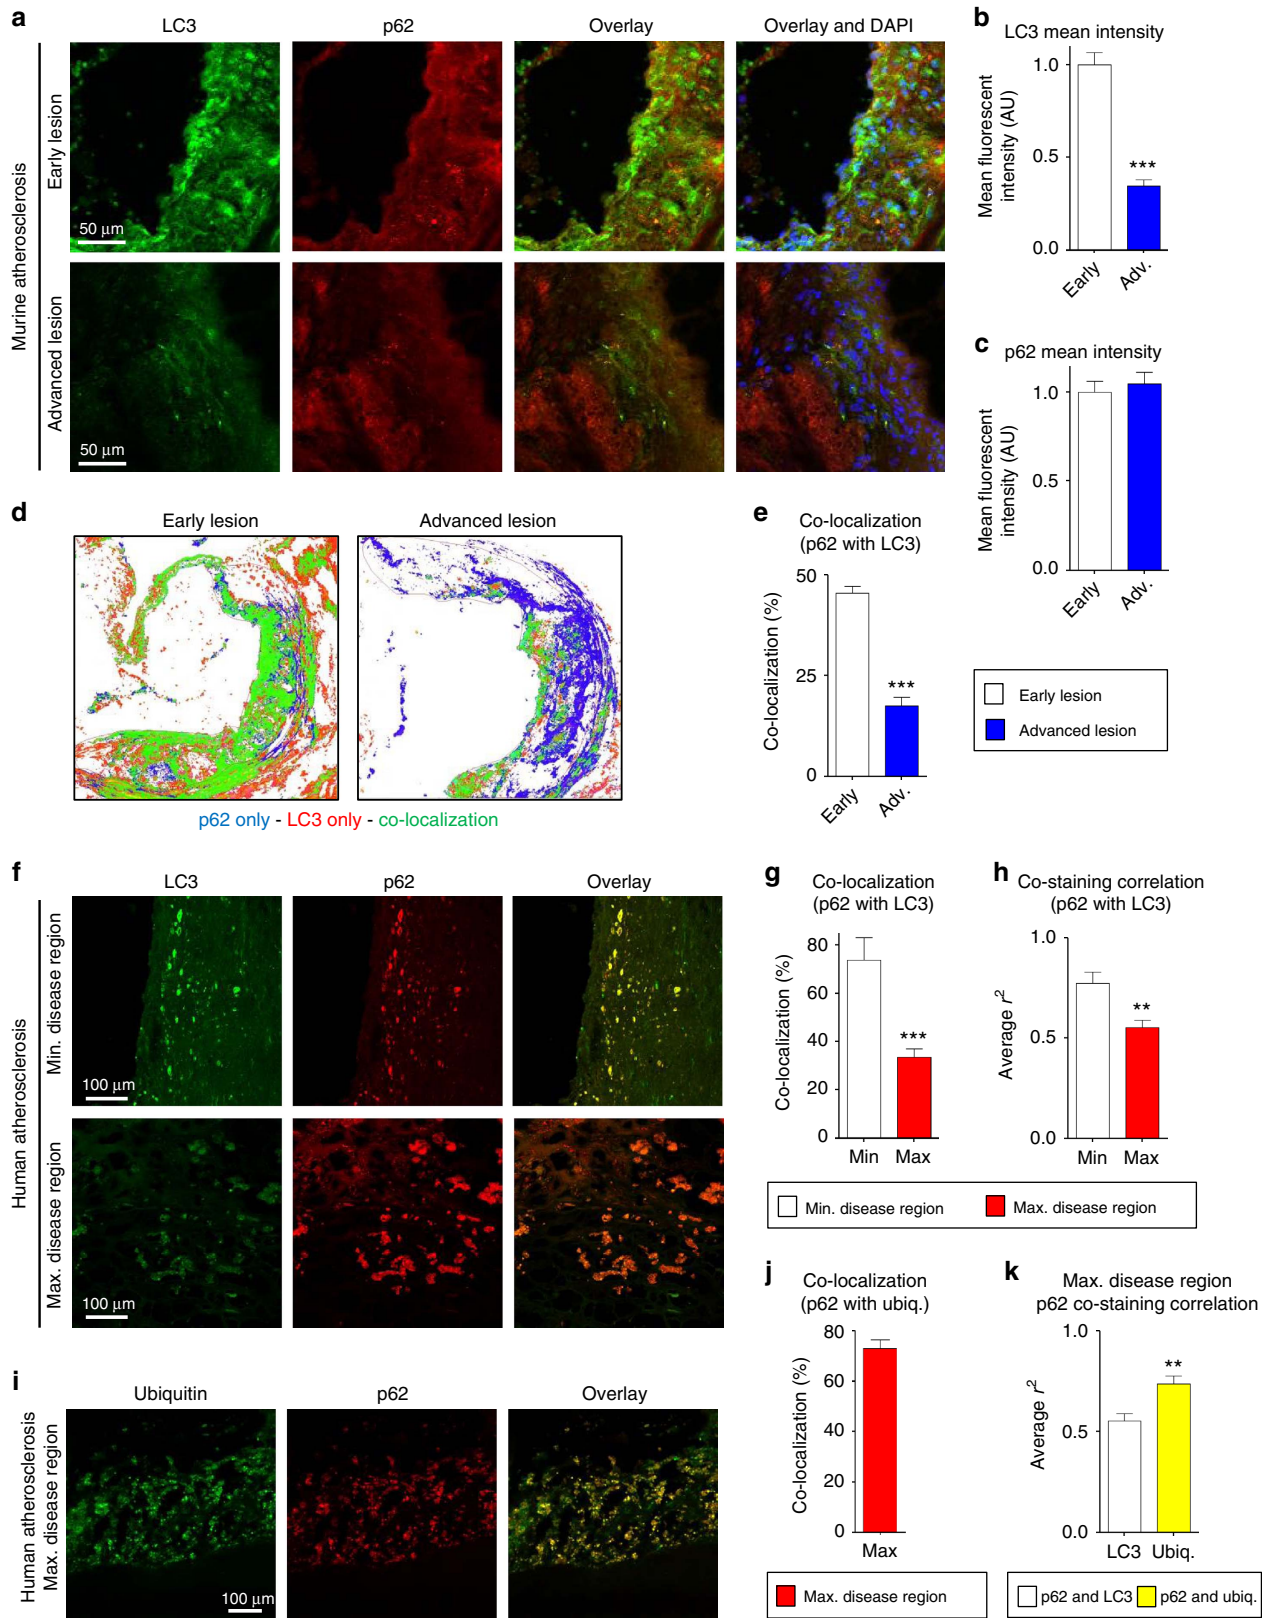 a
LC3
p62
Overlay
Overlay and DAPI
Murine atherosclerosis
Early lesion
50 μm
Advanced lesion
50 μm
b
LC3 mean intensity
Mean fluorescent
intensity (AU)
1.0
0.5
0.0
***
Early
Adv.
c
p62 mean intensity
Mean fluorescent
intensity (AU)
1.0
0.5
0.0
Early
Adv.
Early lesion
Advanced lesion
d
Early lesion
Advanced lesion
p62 only - LC3 only - co-localization
e
Co-localization
(p62 with LC3)
Co-localization (%)
50
25
0
***
Early
Adv.
f
LC3
p62
Overlay
Human atherosclerosis
Min. disease region
100 μm
Max. disease region
100 μm
g
Co-localization
(p62 with LC3)
Co-localization (%)
80
60
40
20
0
***
Min
Max
h
Co-staining correlation
(p62 with LC3)
Average r²
1.0
0.5
0.0
**
Min
Max
Min. disease region
Max. disease region
i
Ubiquitin
p62
Overlay
Human atherosclerosis
Max. disease region
100 μm
j
Co-localization
(p62 with ubiq.)
Co-localization (%)
80
60
40
20
0
Max
Max. disease region
k
Max. disease region
p62 co-staining correlation
Average r²
1.0
0.5
0.0
**
LC3
Ubiq.
p62 and LC3
p62 and ubiq.